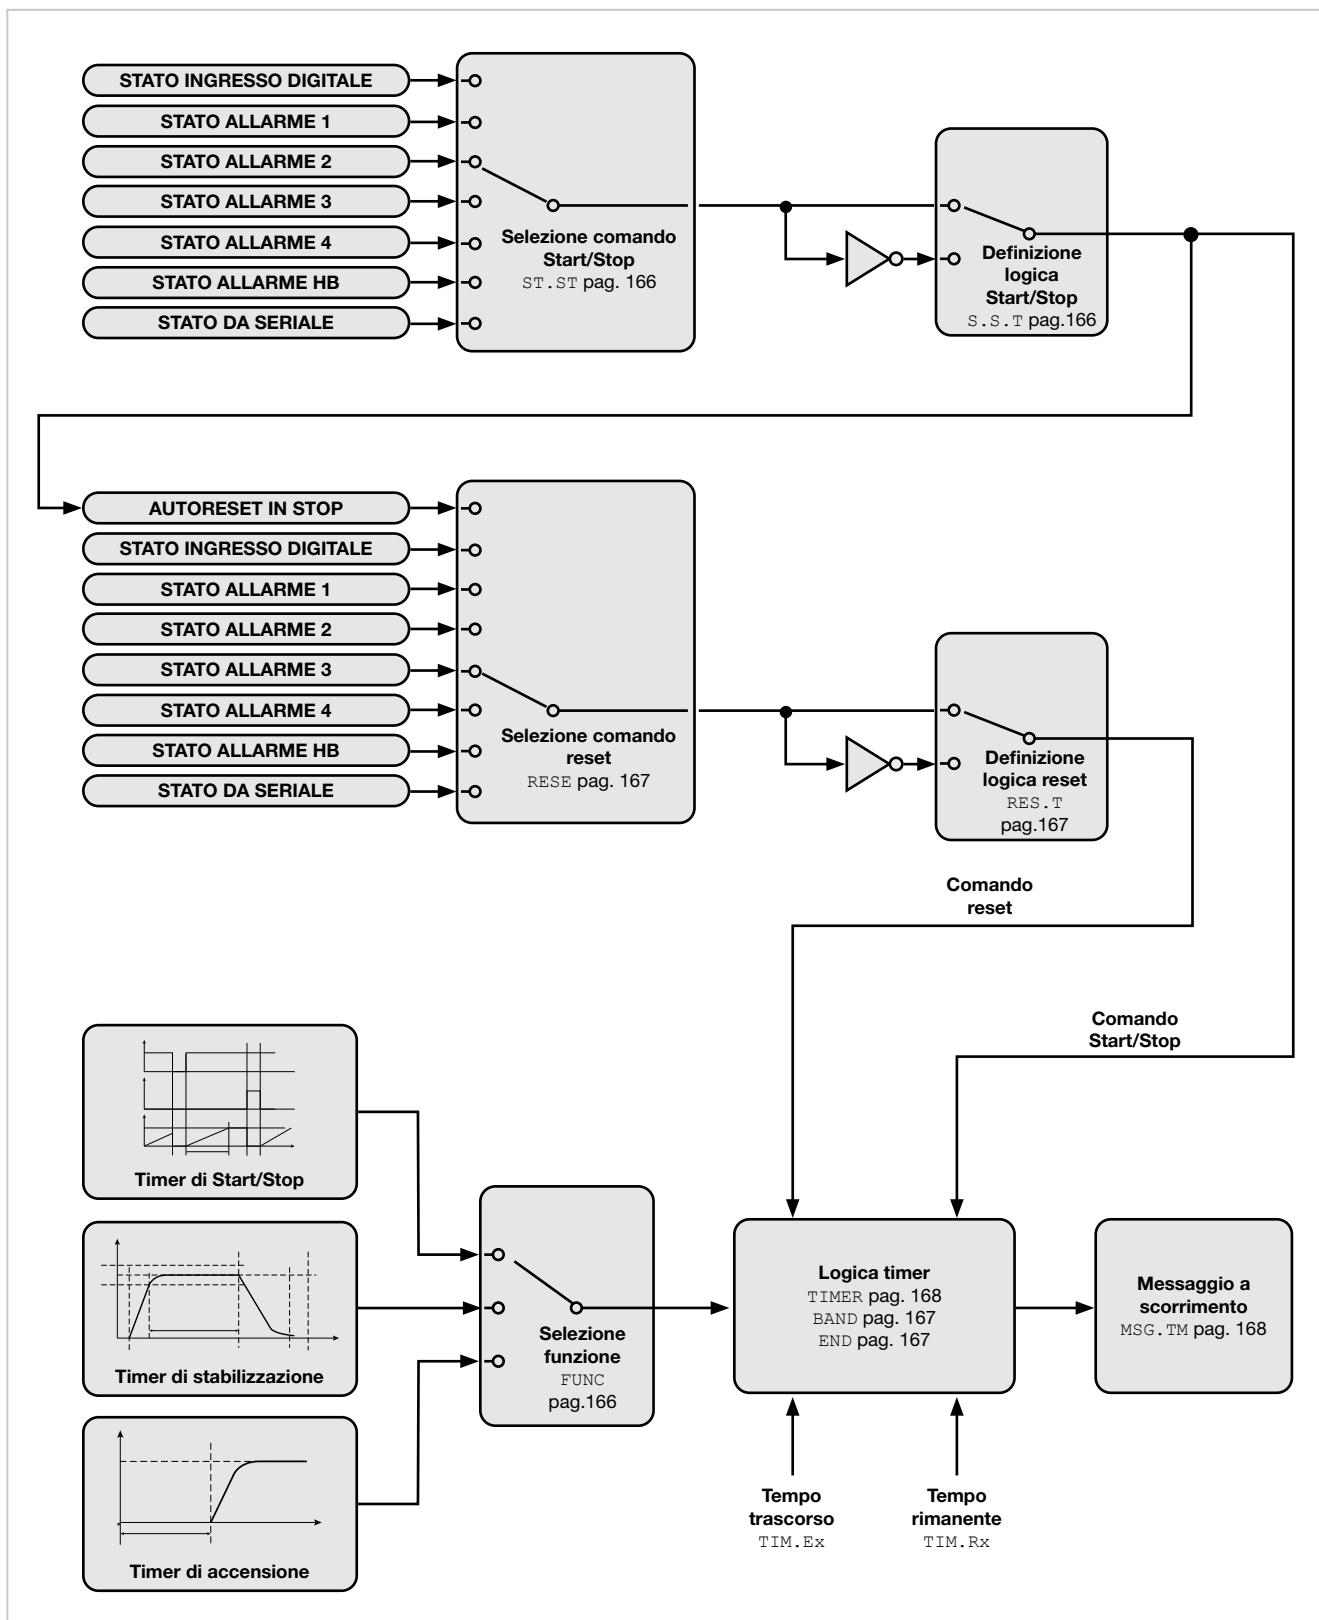 STATO INGRESSO DIGITALE
STATO ALLARME 1
STATO ALLARME 2
STATO ALLARME 3
STATO ALLARME 4
STATO ALLARME HB
STATO DA SERIALE
Selezione comando
Start/Stop
ST.ST pag. 166
Definizione
logica
Start/Stop
S.S.T pag.166
AUTORESET IN STOP
STATO INGRESSO DIGITALE
STATO ALLARME 1
STATO ALLARME 2
STATO ALLARME 3
STATO ALLARME 4
STATO ALLARME HB
STATO DA SERIALE
Selezione comando
reset
RESE pag. 167
Definizione
logica reset
RES.T
pag.167
Comando
reset
Comando
Start/Stop
Timer di Start/Stop
Timer di stabilizzazione
Timer di accensione
Selezione
funzione
FUNC
pag.166
Logica timer
TIMER pag. 168
BAND pag. 167
END pag. 167
Messaggio a
scorrimento
MSG.TM pag. 168
Tempo
trascorso
TIM.Ex
Tempo
rimanente
TIM.Rx